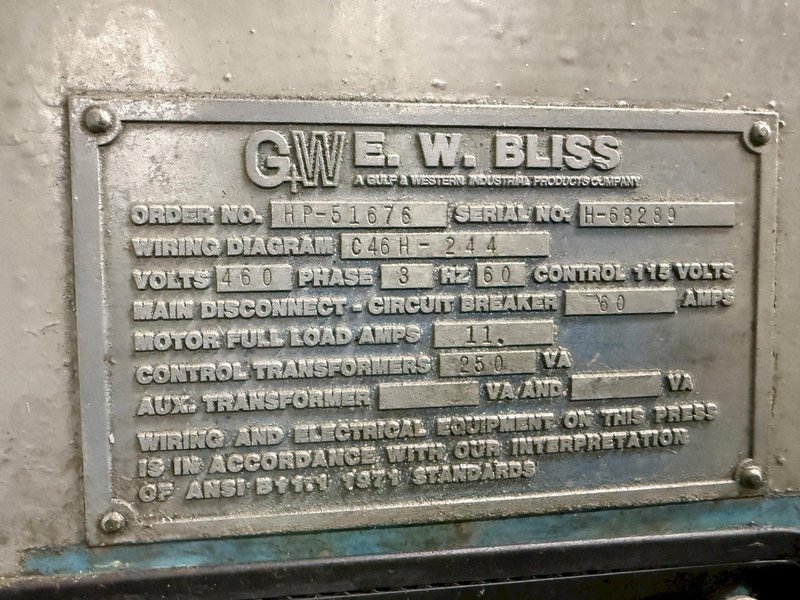 G+W E. W. BLISS
A GULF & WESTERN INDUSTRIAL PRODUCTS COMPANY
ORDER NO. HP-51676 SERIAL NO. H-63289
WIRING DIAGRAM C46H-244
VOLTS 460 PHASE 3 HZ 60 CONTROL 115 VOLTS
MAIN DISCONNECT - CIRCUIT BREAKER 60 AMPS
MOTOR FULL LOAD AMPS 11.
CONTROL TRANSFORMERS 250 VA
AUX. TRANSFORMER VA AND VA
WIRING AND ELECTRICAL EQUIPMENT ON THIS PRESS
IS IN ACCORDANCE WITH OUR INTERPRETATION
OF ANSI B11.1 1971 STANDARDS